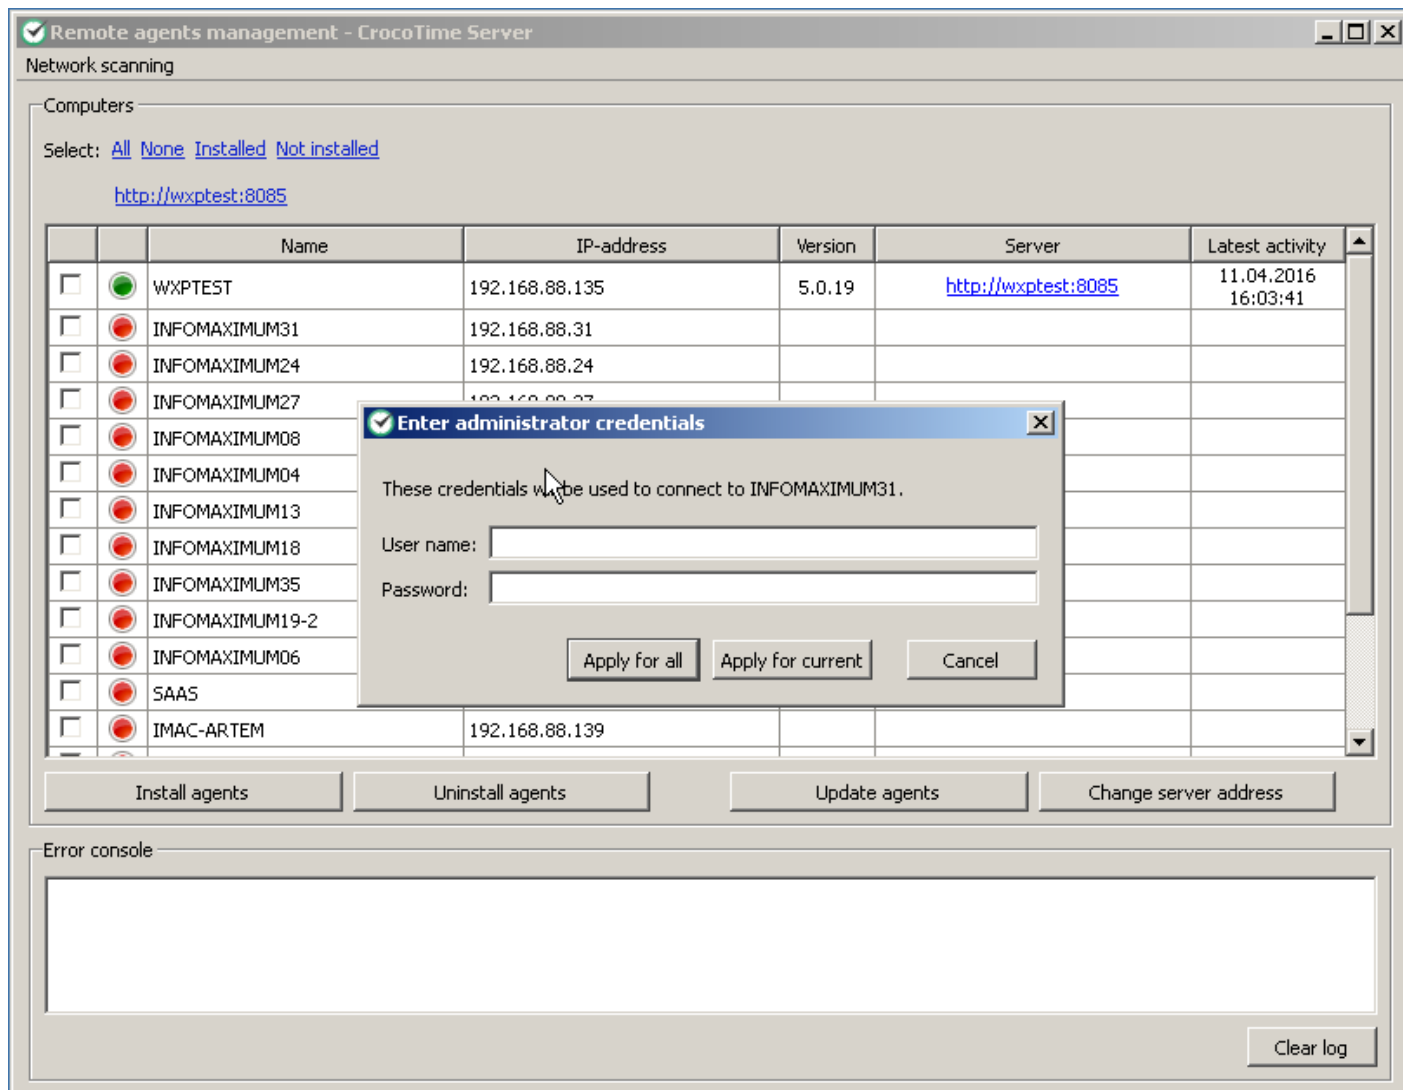 Remote agents management - CrocoTime Server
Network scanning
Computers
Select: All None Installed Not installed
http://wxptest:8085
Name IP-address Version Server Latest activity
WXPTEST 192.168.88.135 5.0.19 http://wxptest:8085 11.04.2016 16:03:41
INFOMAXIMUM31 192.168.88.31
INFOMAXIMUM24 192.168.88.24
INFOMAXIMUM27
INFOMAXIMUM08
INFOMAXIMUM04
INFOMAXIMUM13
INFOMAXIMUM18
INFOMAXIMUM35
INFOMAXIMUM19-2
INFOMAXIMUM06
SAAS
IMAC-ARTEM 192.168.88.139
Enter administrator credentials
These credentials be used to connect to INFOMAXIMUM31.
User name:
Password:
Apply for all Apply for current Cancel
Install agents Uninstall agents Update agents Change server address
Error console
Clear log